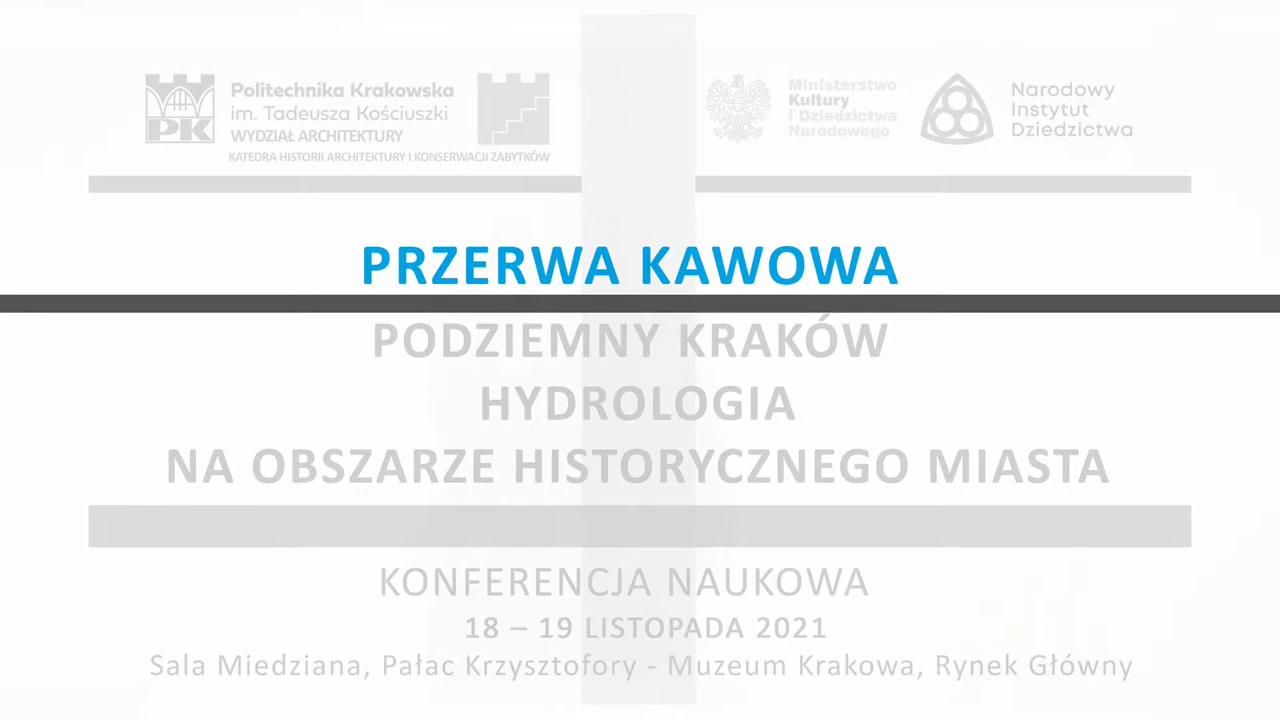 PK
Politechnika Krakowska
im. Tadeusza Kościuszki
WYDZIAŁ ARCHITEKTURY
KATEDRA HISTORII ARCHITEKTURY I KONSERWACJI ZABYTKÓW
Ministerstwo
Kultury
i Dziedzictwa
Narodowego
Narodowy
Instytut
Dziedzictwa
PRZERWA KAWOWA
PODZIEMNY KRAKÓW
HYDROLOGIA
NA OBSZARZE HISTORYCZNEGO MIASTA
KONFERENCJA NAUKOWA
18 – 19 LISTOPADA 2021
Sala Miedziana, Pałac Krzysztofory - Muzeum Krakowa, Rynek Główny